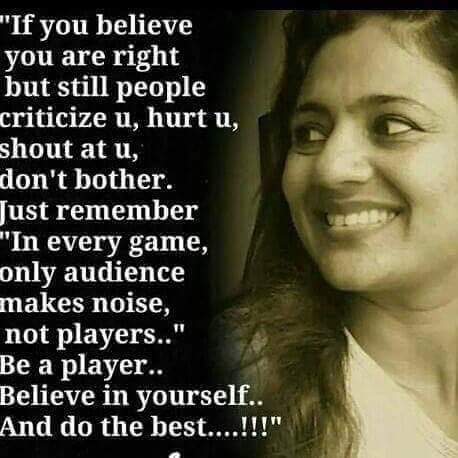 "If you believe
you are right
but still people
criticize u, hurt u,
shout at u,
don't bother.
Just remember
"In every game,
only audience
makes noise,
not players.."
Be a player..
Believe in yourself..
And do the best....!!!"